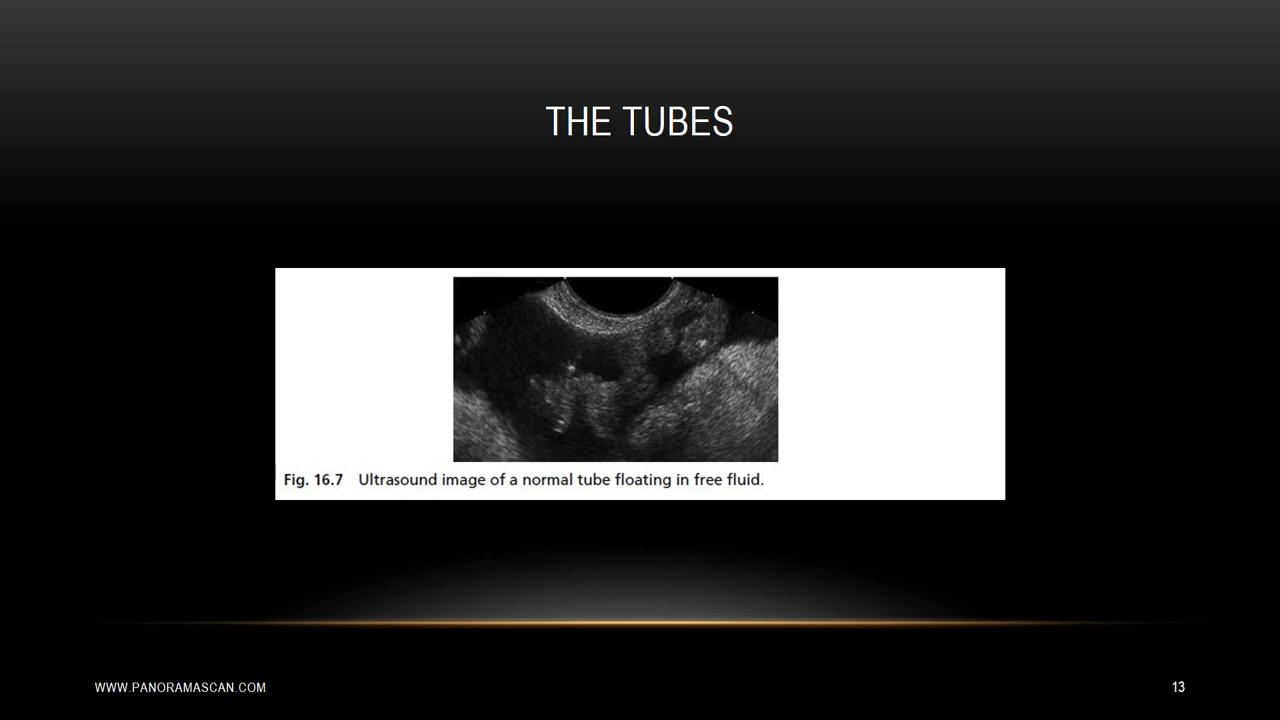 THE TUBES
Fig. 16.7 Ultrasound image of a normal tube floating in free fluid.
WWW.PANORAMASCAN.COM
13